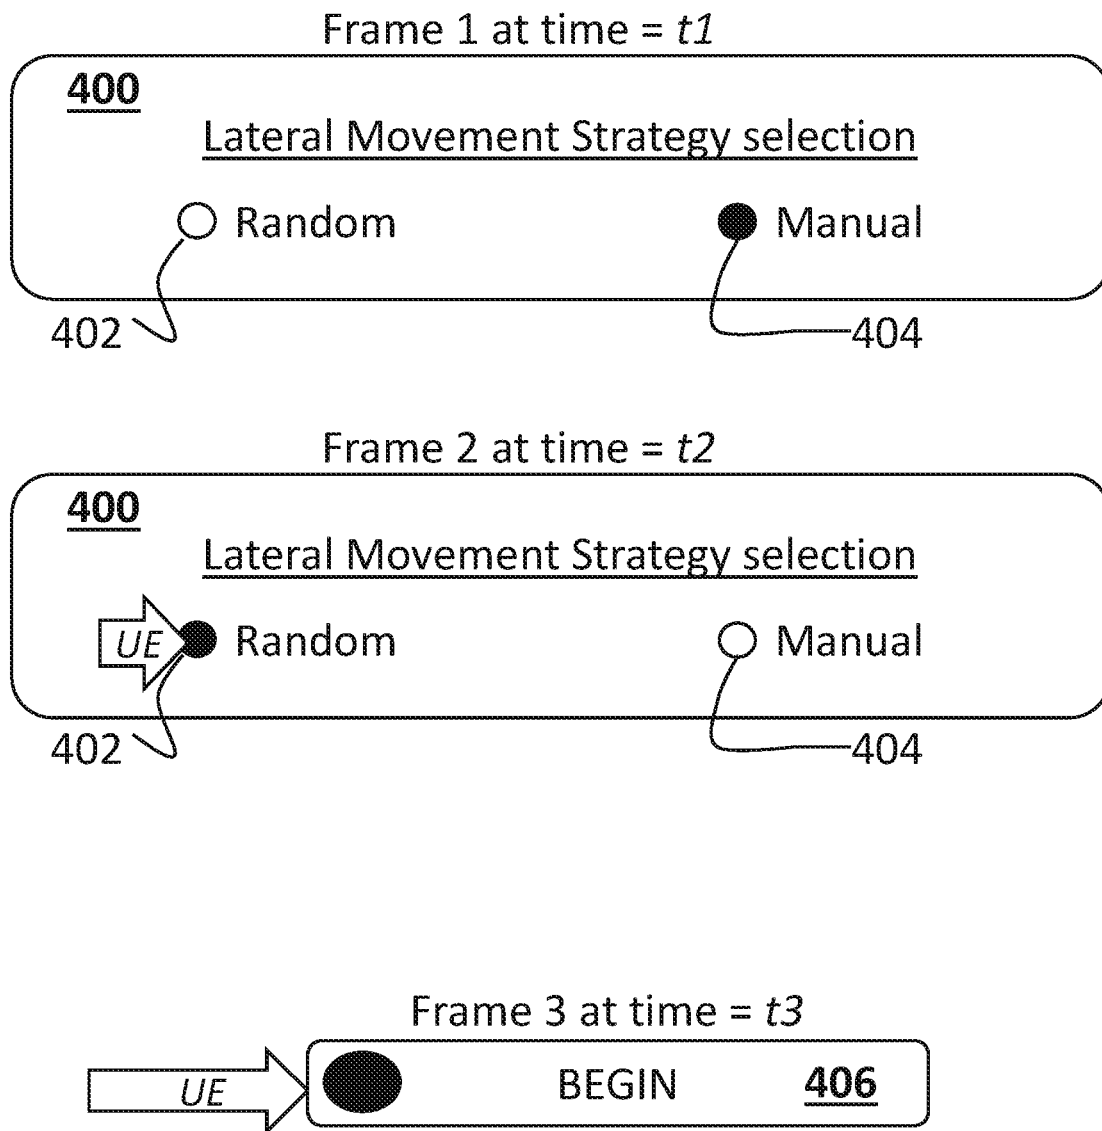 Frame 1 at time = t1
400
Lateral Movement Strategy selection
Random Manual
402 404
Frame 2 at time = t2
400
Lateral Movement Strategy selection
UE Random Manual
402 404
Frame 3 at time = t3
UE BEGIN 406